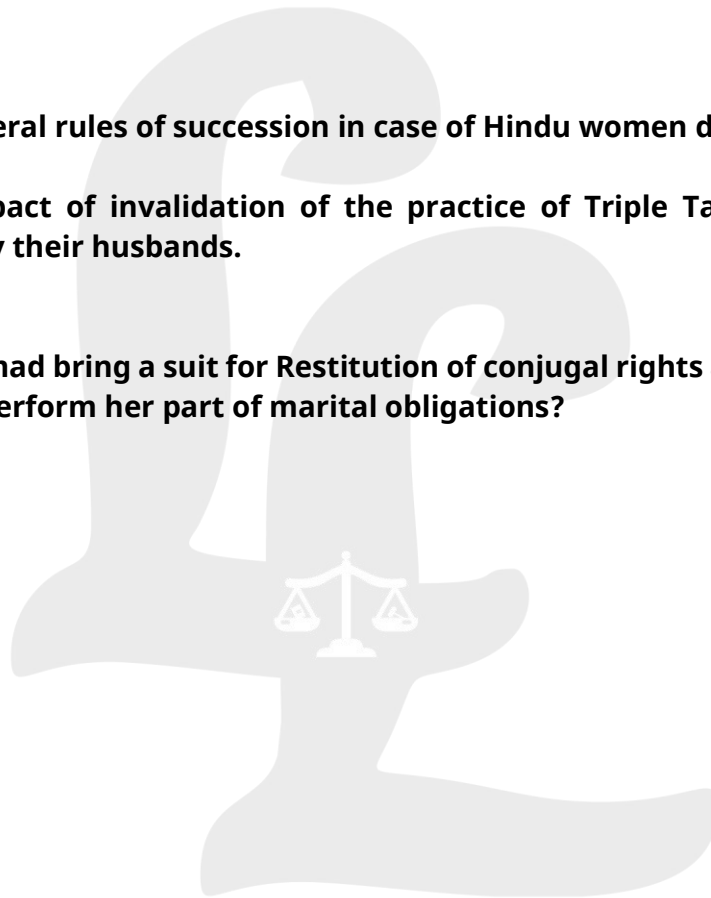 eral rules of succession in case of Hindu women d
pact of invalidation of the practice of Triple Ta
y their husbands.
had bring a suit for Restitution of conjugal rights
erform her part of marital obligations?